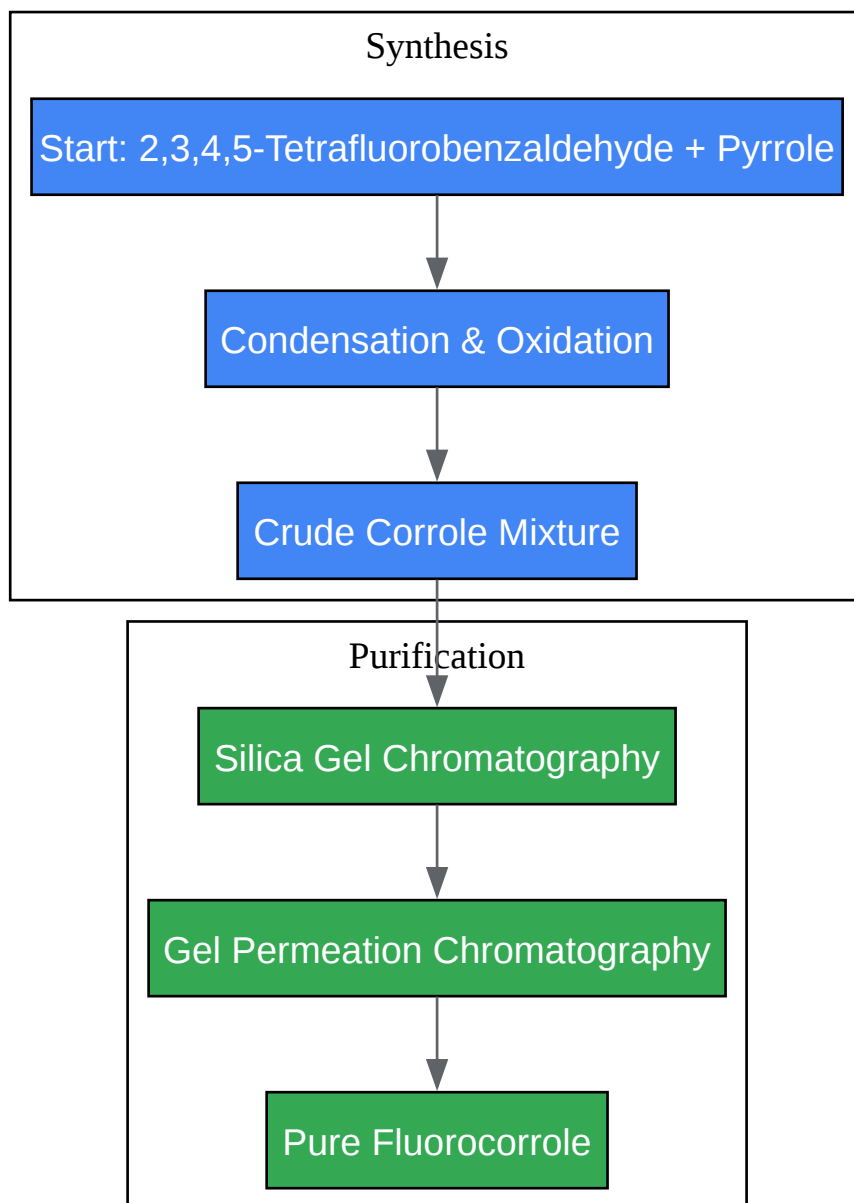 Synthesis
Start: 2,3,4,5-Tetrafluorobenzaldehyde + Pyrrole
Condensation & Oxidation
Crude Corrole Mixture
Purification
Silica Gel Chromatography
Gel Permeation Chromatography
Pure Fluorocorrole